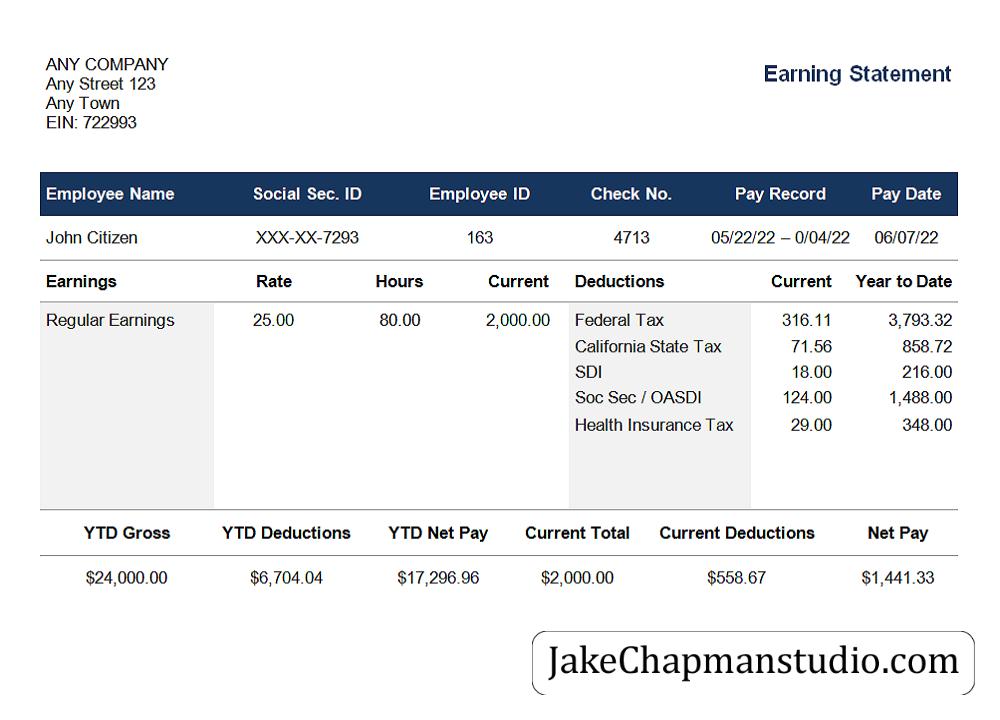 ANY COMPANY
Any Street 123
Any Town
EIN: 722993
Earning Statement
Employee Name Social Sec. ID Employee ID Check No. Pay Record Pay Date
John Citizen XXX-XX-7293 163 4713 05/22/22 – 0/04/22 06/07/22
Earnings Rate Hours Current Deductions Current Year to Date
Regular Earnings 25.00 80.00 2,000.00 Federal Tax 316.11 3,793.32
California State Tax 71.56 858.72
SDI 18.00 216.00
Soc Sec / OASDI 124.00 1,488.00
Health Insurance Tax 29.00 348.00
YTD Gross YTD Deductions YTD Net Pay Current Total Current Deductions Net Pay
$24,000.00 $6,704.04 $17,296.96 $2,000.00 $558.67 $1,441.33
JakeChapmanstudio.com